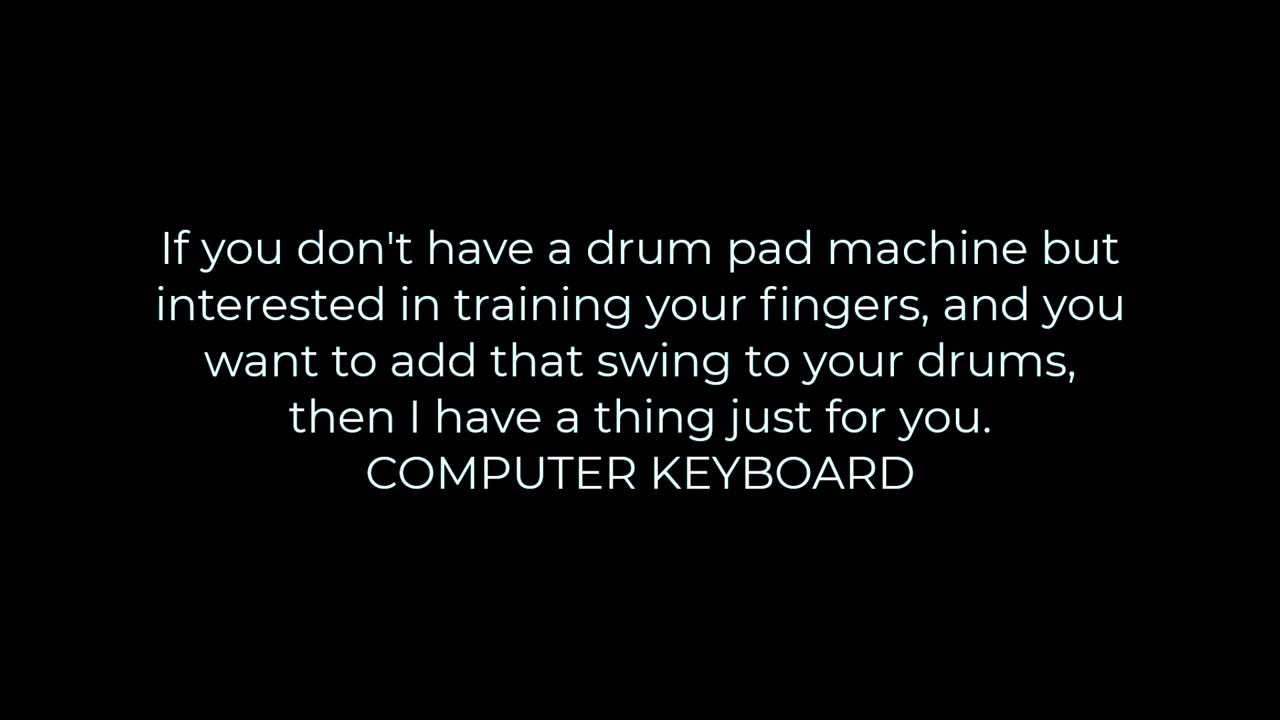 If you don't have a drum pad machine but
interested in training your fingers, and you
want to add that swing to your drums,
then I have a thing just for you.
COMPUTER KEYBOARD